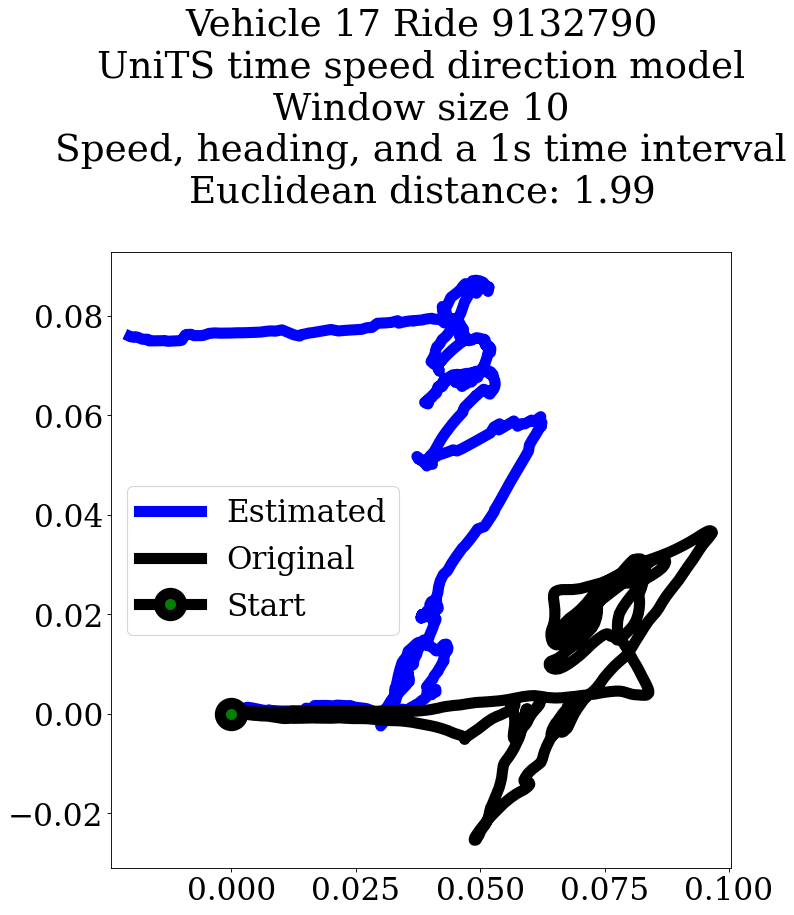 Vehicle 17 Ride 9132790
UniTS time speed direction model
Window size 10
Speed, heading, and a 1s time interval
Euclidean distance: 1.99
0.08
0.06
0.04
0.02
0.00
−0.02
Estimated
Original
Start
0.000 0.025 0.050 0.075 0.100